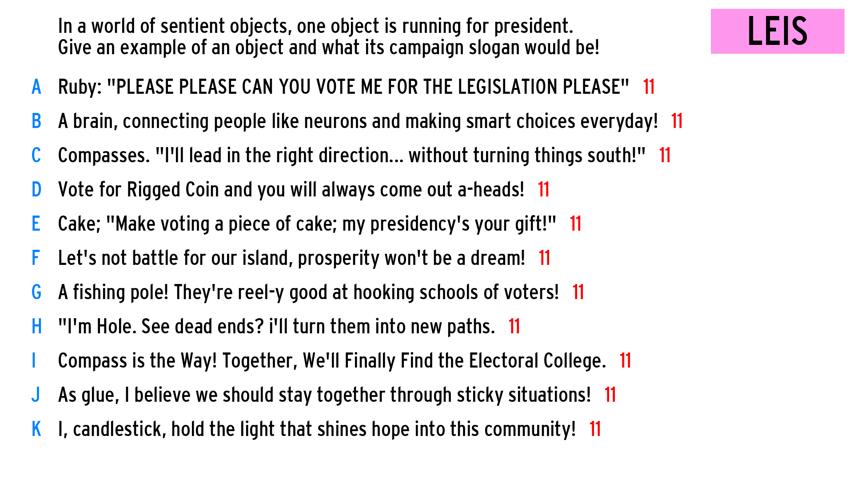 In a world of sentient objects, one object is running for president.
Give an example of an object and what its campaign slogan would be!
LEIS
A Ruby: "PLEASE PLEASE CAN YOU VOTE ME FOR THE LEGISLATION PLEASE" 11
B A brain, connecting people like neurons and making smart choices everyday! 11
C Compasses. "I'll lead in the right direction... without turning things south!" 11
D Vote for Rigged Coin and you will always come out a-heads! 11
E Cake; "Make voting a piece of cake; my presidency's your gift!" 11
F Let's not battle for our island, prosperity won't be a dream! 11
G A fishing pole! They're reel-y good at hooking schools of voters! 11
H "I'm Hole. See dead ends? i'll turn them into new paths. 11
I Compass is the Way! Together, We'll Finally Find the Electoral College. 11
J As glue, I believe we should stay together through sticky situations! 11
K I, candlestick, hold the light that shines hope into this community! 11